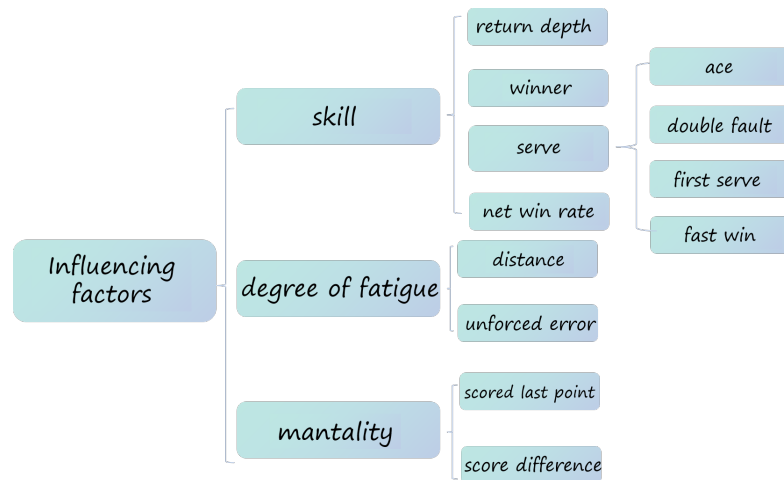 Influencing
factors
skill
return depth
winner
serve
ace
double fault
first serve
fast win
net win rate
degree of fatigue
distance
unforced error
mantality
scored last point
score difference